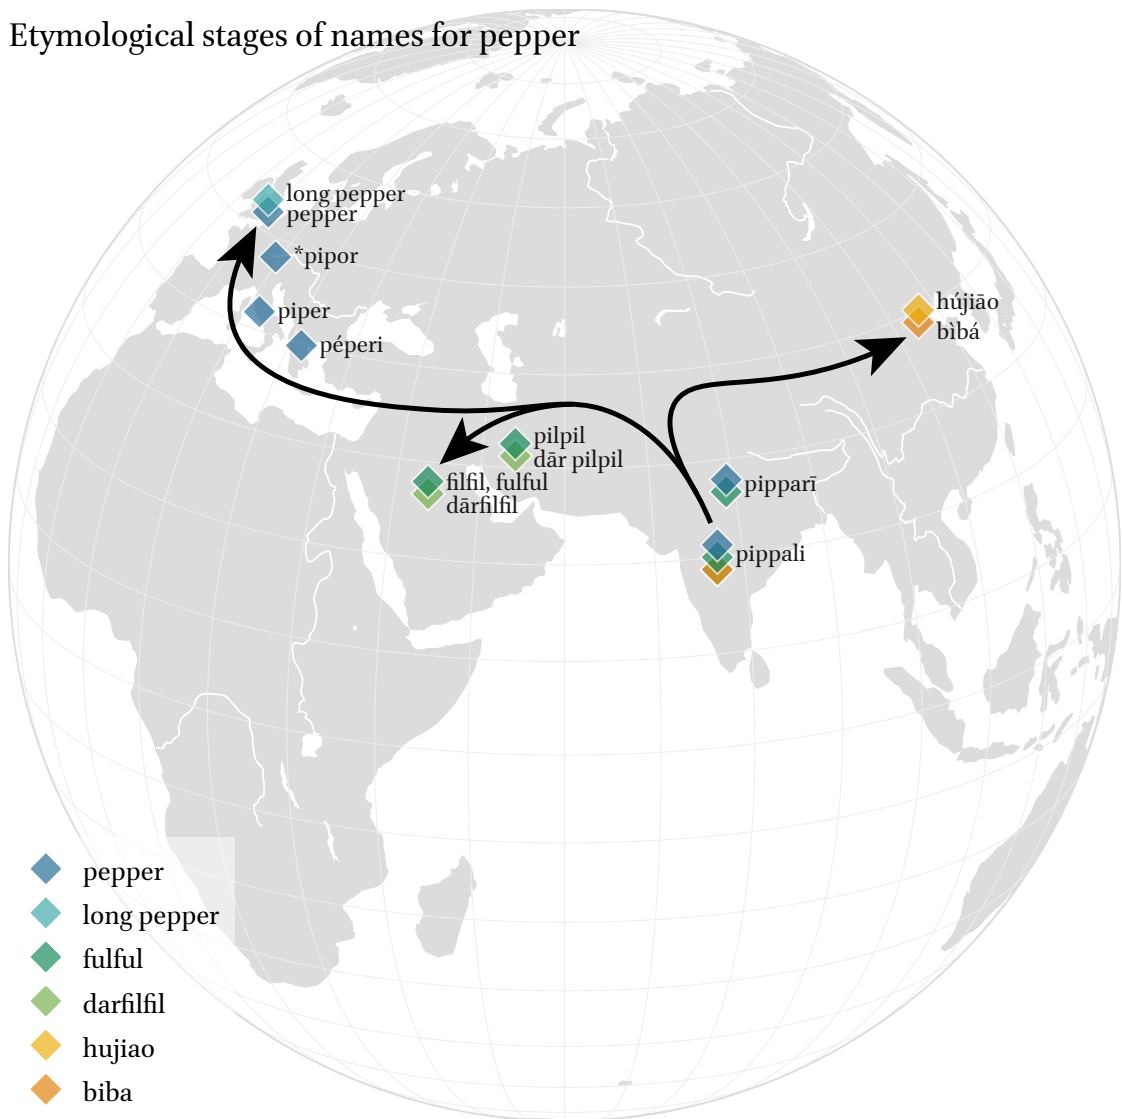 Etymological stages of names for pepper
long pepper
pepper
*pipor
piper
péperi
hújiāo
bìbá
pilpil
dār pilpil
filfil, fulful
dārfilfil
pipparī
pippali
pepper
long pepper
fulful
darfilfil
hujiao
biba